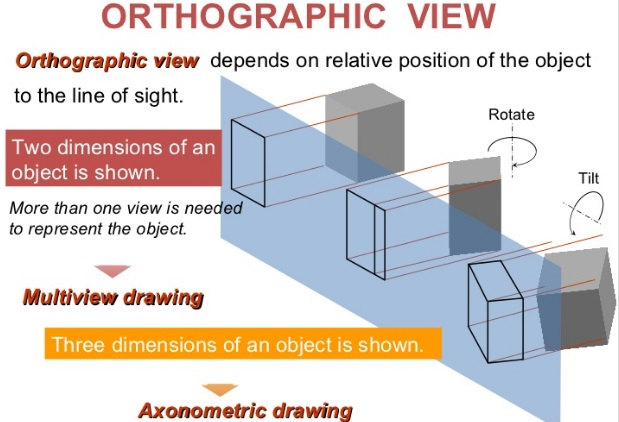 ORTHOGRAPHIC VIEW
Orthographic view depends on relative position of the object
to the line of sight.
Rotate
Two dimensions of an
object is shown.
Tilt
More than one view is needed
to represent the object.
Multiview drawing
Three dimensions of an object is shown.
Axonometric drawing